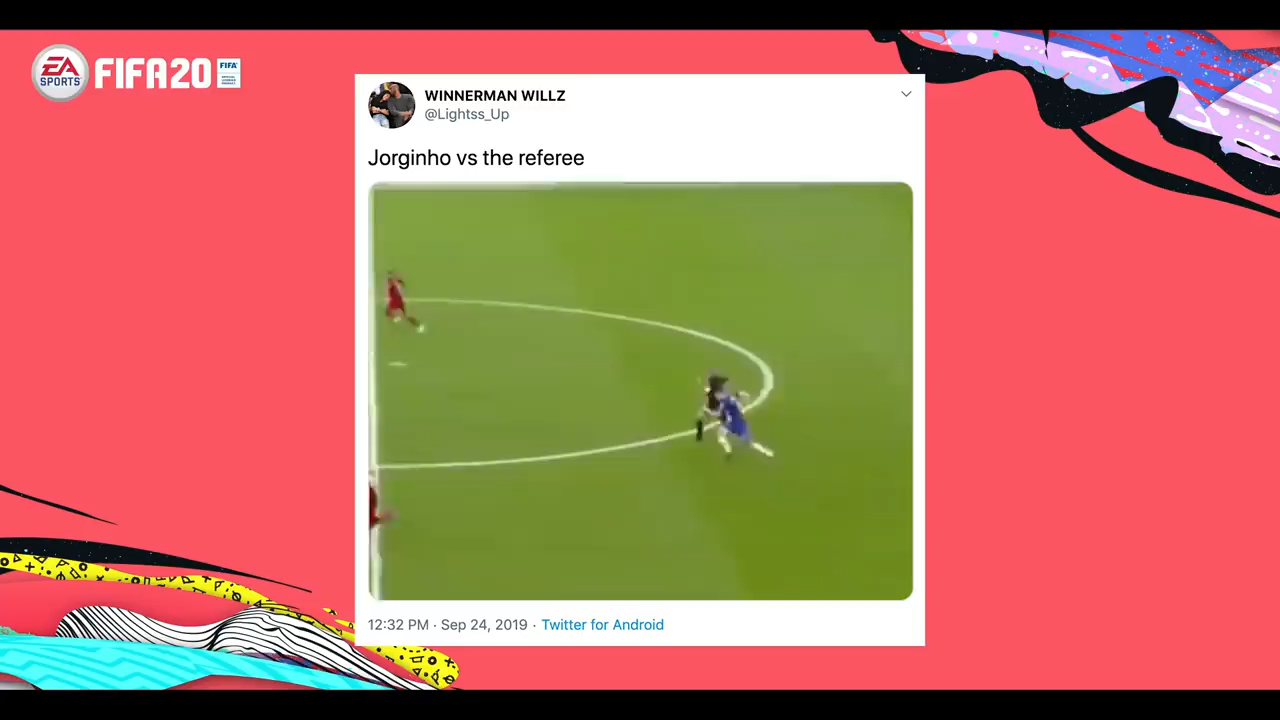 EA
SPORTS
FIFA20
FIFA
WINNERMAN WILLZ
@Lightss_Up
Jorginho vs the referee
12:32 PM · Sep 24, 2019 · Twitter for Android